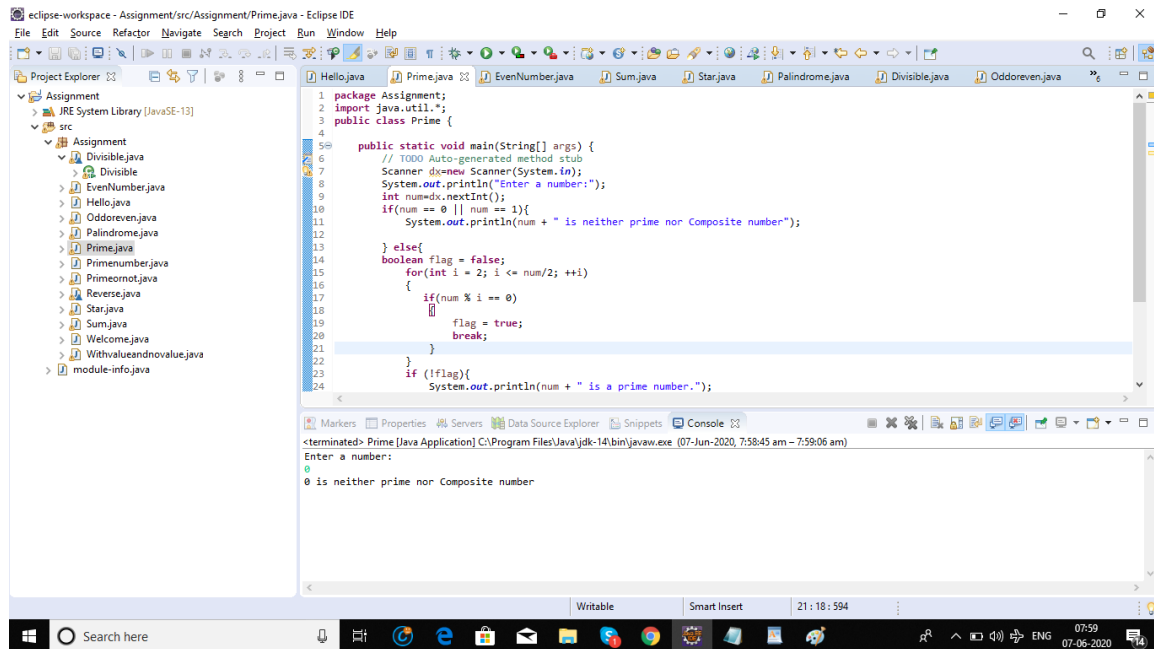 eclipse-workspace - Assignment/src/Assignment/Prime.java - Eclipse IDE
File Edit Source Refactor Navigate Search Project Run Window Help
Project Explorer
Hello.java Prime.java EvenNumber.java Sum.java Star.java Palindrome.java Divisible.java Oddoreven.java »6
Assignment
JRE System Library [JavaSE-13]
src
Assignment
Divisible.java
Divisible
EvenNumber.java
Hello.java
Oddoreven.java
Palindrome.java
Prime.java
Primenumber.java
Primeornot.java
Reverse.java
Star.java
Sum.java
Welcome.java
Withvalueandnovalue.java
module-info.java
1 package Assignment;
2 import java.util.*;
3 public class Prime {
4
5 public static void main(String[] args) {
6 // TODO Auto-generated method stub
7 Scanner dx=new Scanner(System.in);
8 System.out.println("Enter a number:");
9 int num=dx.nextInt();
10 if(num == 0 || num == 1){
11 System.out.println(num + " is neither prime nor Composite number");
12
13 } else{
14 boolean flag = false;
15 for(int i = 2; i <= num/2; ++i)
16 {
17 if(num % i == 0)
18 {
19 flag = true;
20 break;
21 }
22 }
23 if (!flag){
24 System.out.println(num + " is a prime number.");
Markers Properties Servers Data Source Explorer Snippets Console
<terminated> Prime [Java Application] C:\Program Files\Java\jdk-14\bin\javaw.exe (07-Jun-2020, 7:58:45 am – 7:59:06 am)
Enter a number:
0
0 is neither prime nor Composite number
Writable Smart Insert 21 : 18 : 594
Search here
ENG
07:59
07-06-2020
14